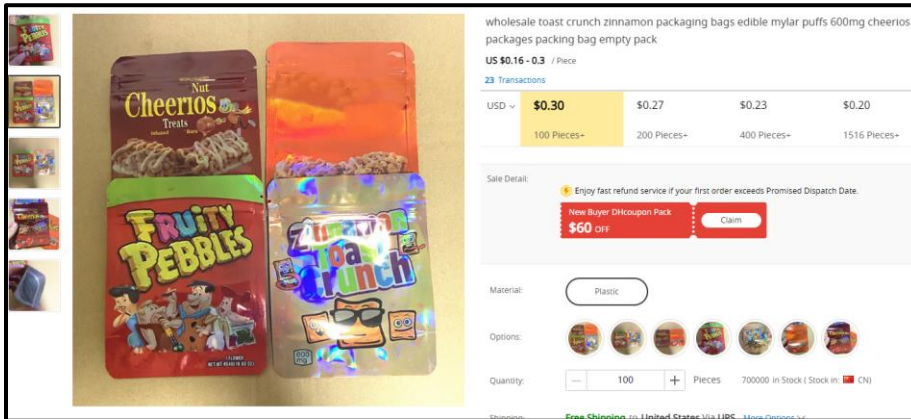 wholesale toast crunch zinnamon packaging bags edible mylar puffs 600mg cheerios
packages packing bag empty pack
US $0.16 - 0.3 / Piece
23 Transactions
USD
$0.30
$0.27
$0.23
$0.20
100 Pieces+
200 Pieces+
400 Pieces+
1516 Pieces+
Sale Detail:
Enjoy fast refund service if your first order exceeds Promised Dispatch Date.
New Buyer DHcoupon Pack
$60 OFF
Claim
Material:
Plastic
Options:
Quantity:
100
+
Pieces
700000 in Stock ( Stock in: CN)
Shipping:
Free Shipping to United States Via UPS
More Options
Nut
Cheerios
Treats
FRUITY
PEBBLES
zinnamon
Toast
Crunch
600
mg